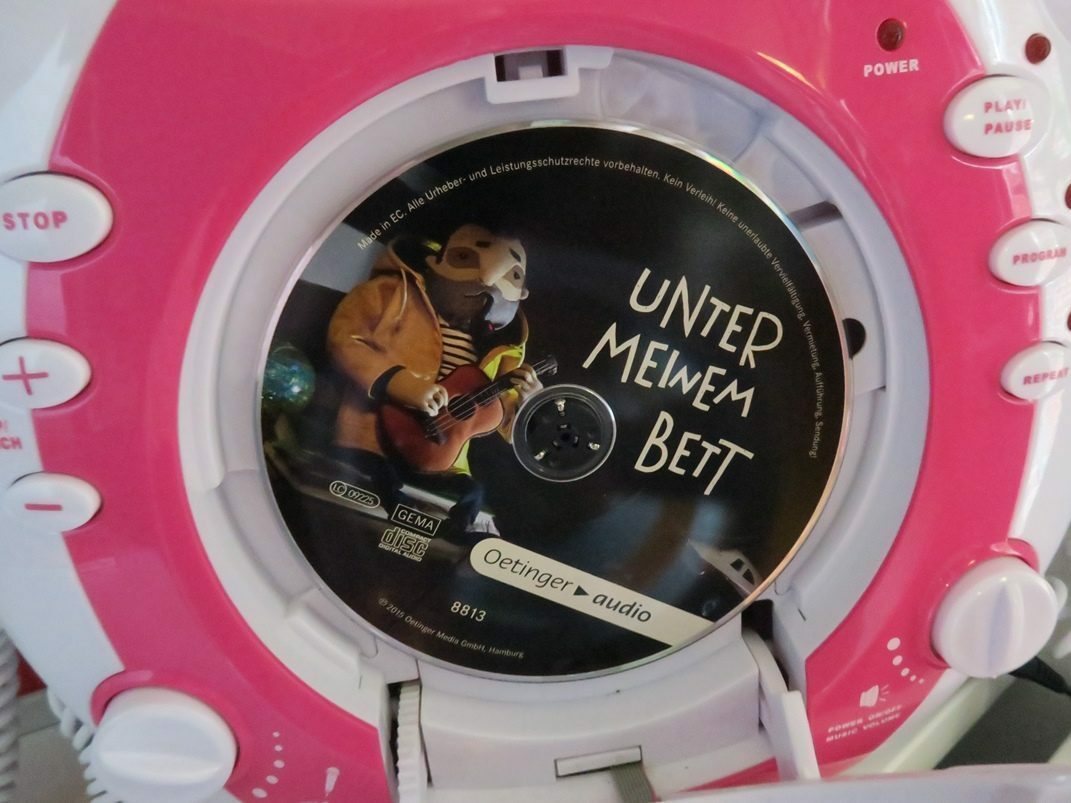 POWER
PLAY/
PAUSE
STOP
PROGRAM
REPEAT
+
-
Made in EC. Alle Urheber- und Leistungsschutzrechte vorbehalten. Kein Verleih! Keine unerlaubte Vervielfältigung, Vermietung, Aufführung, Sendung!
UNTER
MEINEM
BETT
LC 09225
GEMA
COMPACT
disc
DIGITAL AUDIO
Oetinger audio
8813
℗ 2015 Oetinger Media GmbH, Hamburg
POWER ON/OFF
MUSIC VOLUME